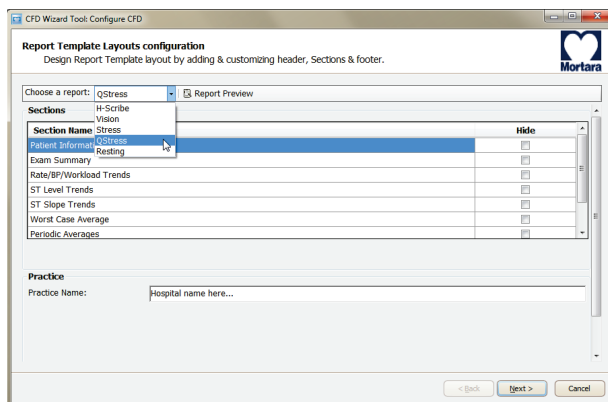 CFD Wizard Tool: Configure CFD
Report Template Layouts configuration
Design Report Template layout by adding & customizing header, Sections & footer.
Mortara
Choose a report: QStress Report Preview
H-Scribe
Vision
Stress
QStress
Resting
Sections
Section Name Hide
Patient Informati
Exam Summary
Rate/BP/Workload Trends
ST Level Trends
ST Slope Trends
Worst Case Average
Periodic Averages
Practice
Practice Name: Hospital name here...
< Back Next > Cancel